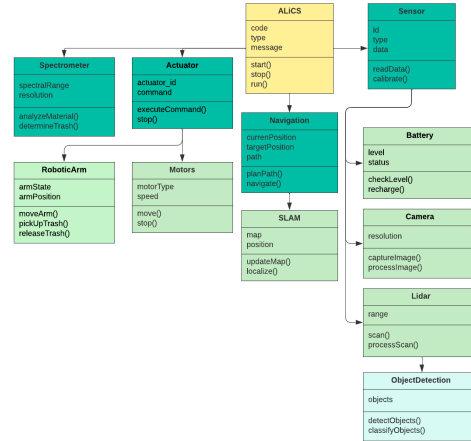 ALiCS
code
type
message
start()
stop()
run()
Sensor
id
type
data
readData()
calibrate()
Spectrometer
spectralRange
resolution
analyzeMaterial()
determineTrash()
Actuator
actuator_id
command
executeCommand()
stop()
Navigation
currenPosition
targetPosition
path
planPath()
navigate()
Battery
level
status
checkLevel()
recharge()
RoboticArm
armState
armPosition
moveArm()
pickUpTrash()
releaseTrash()
Motors
motorType
speed
move()
stop()
SLAM
map
position
updateMap()
localize()
Camera
resolution
captureImage()
processImage()
Lidar
range
scan()
processScan()
ObjectDetection
objects
detectObjects()
classifyObjects()